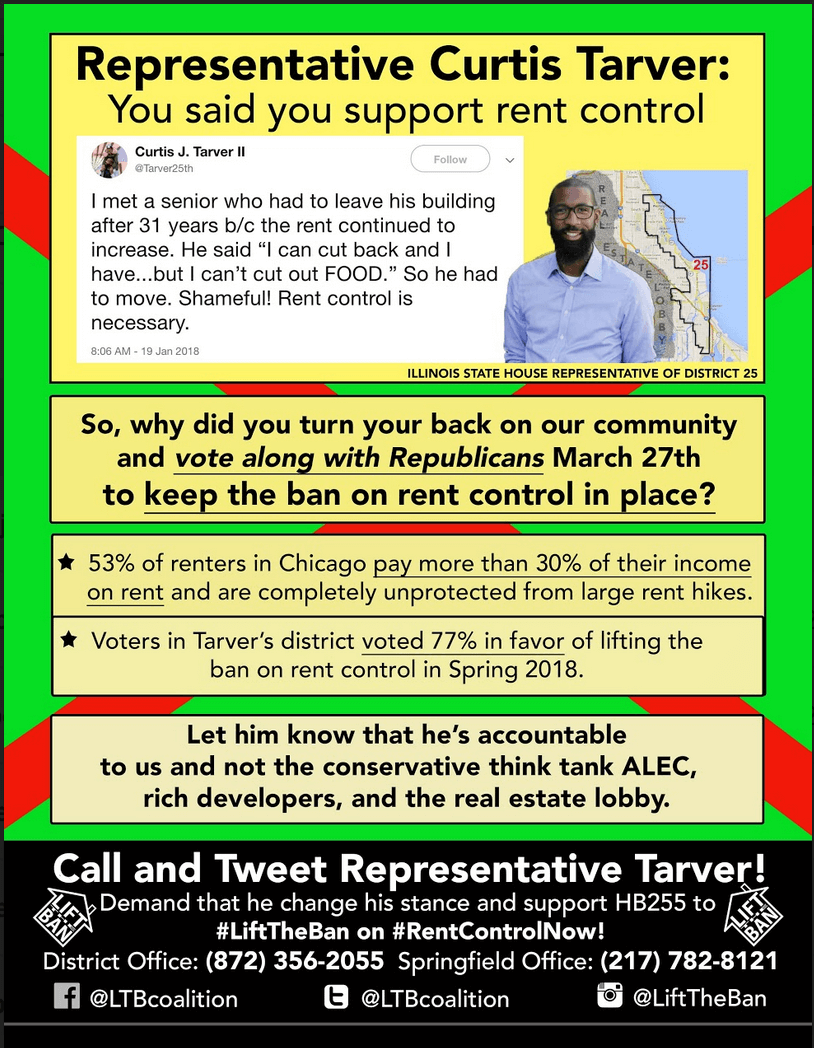 Representative Curtis Tarver:
You said you support rent control
Curtis J. Tarver II
@Tarver25th
Follow
I met a senior who had to leave his building
after 31 years b/c the rent continued to
increase. He said “I can cut back and I
have...but I can’t cut out FOOD.” So he had
to move. Shameful! Rent control is
necessary.
8:06 AM - 19 Jan 2018
REAL ESTATE LOBBY
25
ILLINOIS STATE HOUSE REPRESENTATIVE OF DISTRICT 25
So, why did you turn your back on our community
and vote along with Republicans March 27th
to keep the ban on rent control in place?
★ 53% of renters in Chicago pay more than 30% of their income
on rent and are completely unprotected from large rent hikes.
★ Voters in Tarver’s district voted 77% in favor of lifting the
ban on rent control in Spring 2018.
Let him know that he’s accountable
to us and not the conservative think tank ALEC,
rich developers, and the real estate lobby.
Call and Tweet Representative Tarver!
LIFT
BAN
Demand that he change his stance and support HB255 to
LIFT
BAN
#LiftTheBan on #RentControlNow!
District Office: (872) 356-2055 Springfield Office: (217) 782-8121
@LTBcoalition
@LTBcoalition
@LiftTheBan